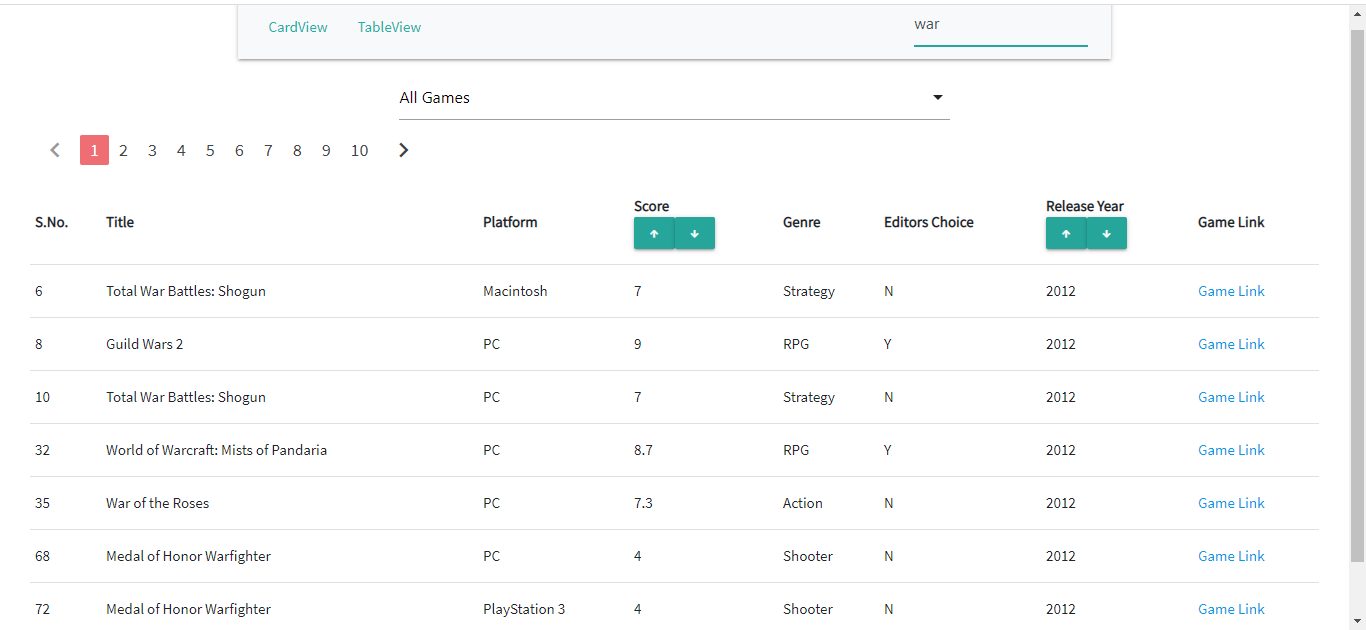 CardView TableView war
All Games
1 2 3 4 5 6 7 8 9 10
S.No. Title Platform Score Genre Editors Choice Release Year Game Link
6 Total War Battles: Shogun Macintosh 7 Strategy N 2012 Game Link
8 Guild Wars 2 PC 9 RPG Y 2012 Game Link
10 Total War Battles: Shogun PC 7 Strategy N 2012 Game Link
32 World of Warcraft: Mists of Pandaria PC 8.7 RPG Y 2012 Game Link
35 War of the Roses PC 7.3 Action N 2012 Game Link
68 Medal of Honor Warfighter PC 4 Shooter N 2012 Game Link
72 Medal of Honor Warfighter PlayStation 3 4 Shooter N 2012 Game Link